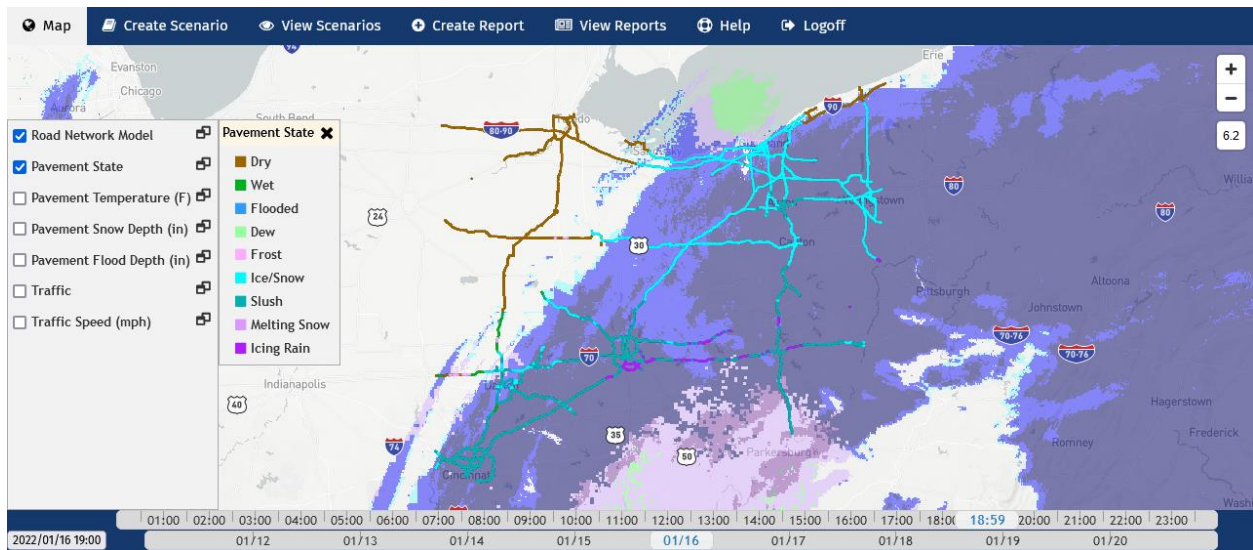 Map Create Scenario View Scenarios Create Report View Reports Help Logoff
94
Evanston
Chicago
Aurora
South Bend
Erie
+
−
6.2
Road Network Model
Pavement State
Pavement Temperature (F)
Pavement Snow Depth (in)
Pavement Flood Depth (in)
Traffic
Traffic Speed (mph)
Pavement State ✖
Dry
Wet
Flooded
Dew
Frost
Ice/Snow
Slush
Melting Snow
Icing Rain
80-90
90
80
80
24
30
Pittsburgh
Altoona
Johnstown
70-76
70-76
70
Indianapolis
40
74
35
50
Parkersburg
Cincinnati
Hagerstown
Frederick
Romney
01:00 02:00 03:00 04:00 05:00 06:00 07:00 08:00 09:00 10:00 11:00 12:00 13:00 14:00 15:00 16:00 17:00 18:00 18:59 20:00 21:00 22:00 23:00
2022/01/16 19:00 01/12 01/13 01/14 01/15 01/16 01/17 01/18 01/19 01/20